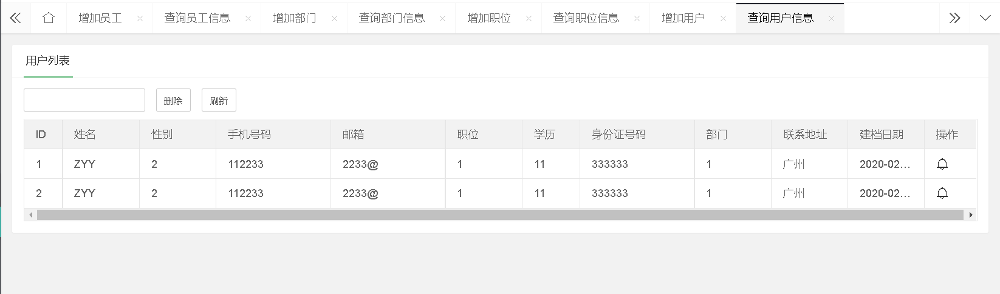 增加员工 查询员工信息 增加部门 查询部门信息 增加职位 查询职位信息 增加用户 查询用户信息
用户列表
删除 刷新
ID 姓名 性别 手机号码 邮箱 职位 学历 身份证号码 部门 联系地址 建档日期 操作
1 ZYY 2 112233 2233@ 1 11 333333 1 广州 2020-02...
2 ZYY 2 112233 2233@ 1 11 333333 1 广州 2020-02...